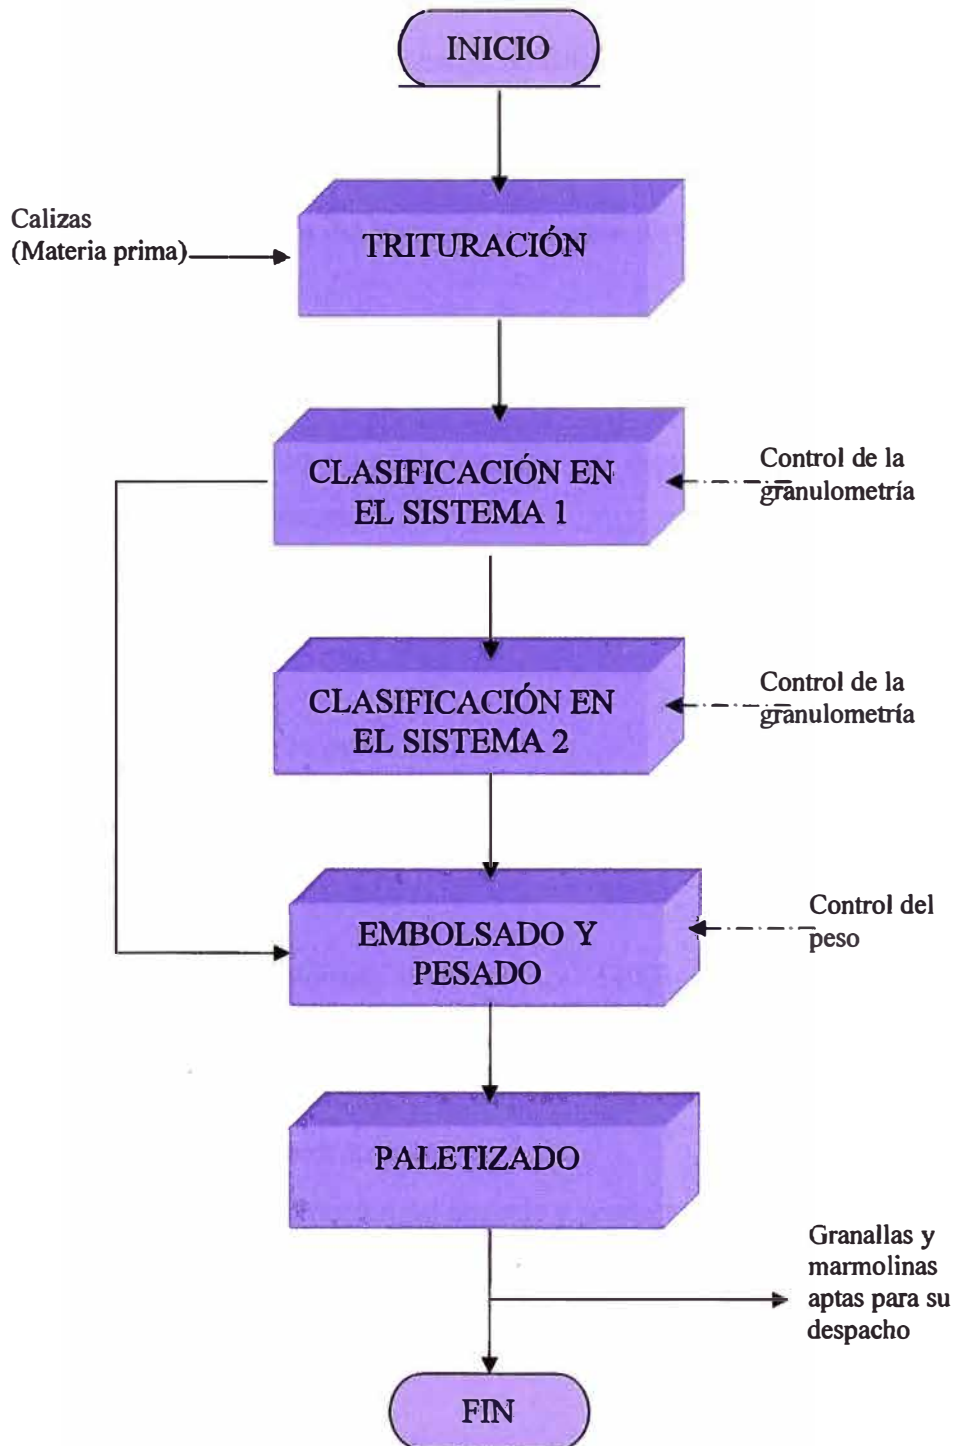 INICIO
Calizas
(Materia prima)
TRITURACIÓN
CLASIFICACIÓN EN
EL SISTEMA 1
Control de la
granulometría
CLASIFICACIÓN EN
EL SISTEMA 2
Control de la
granulometría
EMBOLSADO Y
PESADO
Control del
peso
PALETIZADO
Granallas y
marmolinas
aptas para su
despacho
FIN